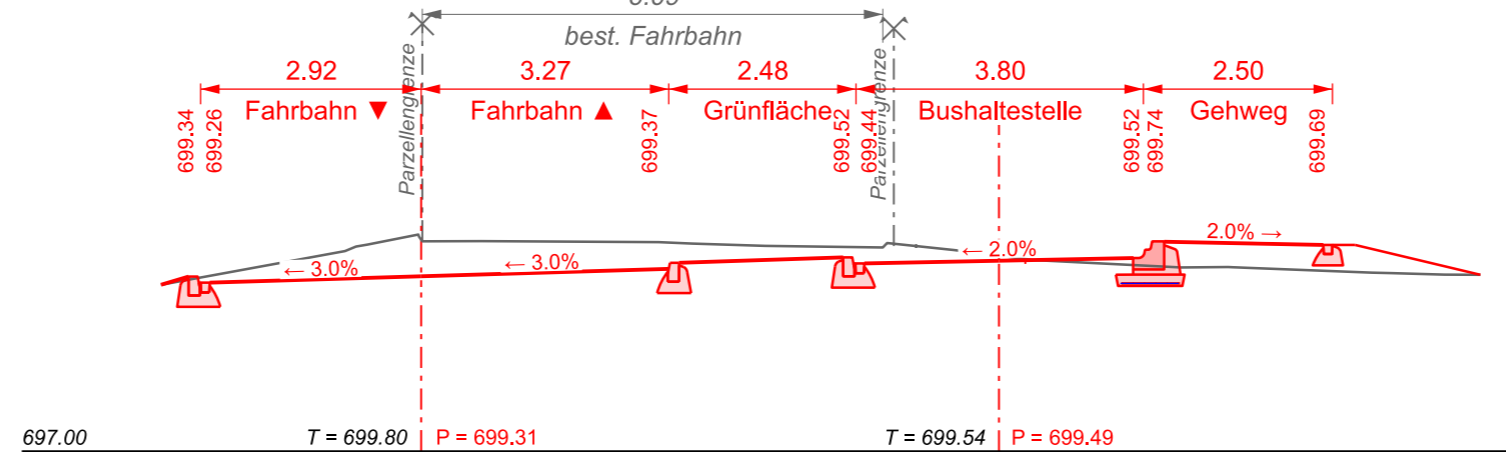 best. Fahrbahn
Parzellengrenze
Parzellengrenze
2.92
3.27
2.48
3.80
2.50
Fahrbahn ▼
Fahrbahn ▲
Grünfläche
Bushaltestelle
Gehweg
699.34
699.26
699.37
699.52
699.44
699.52
699.74
699.69
← 3.0%
← 3.0%
← 2.0%
2.0% →
697.00
T = 699.80
P = 699.31
T = 699.54
P = 699.49